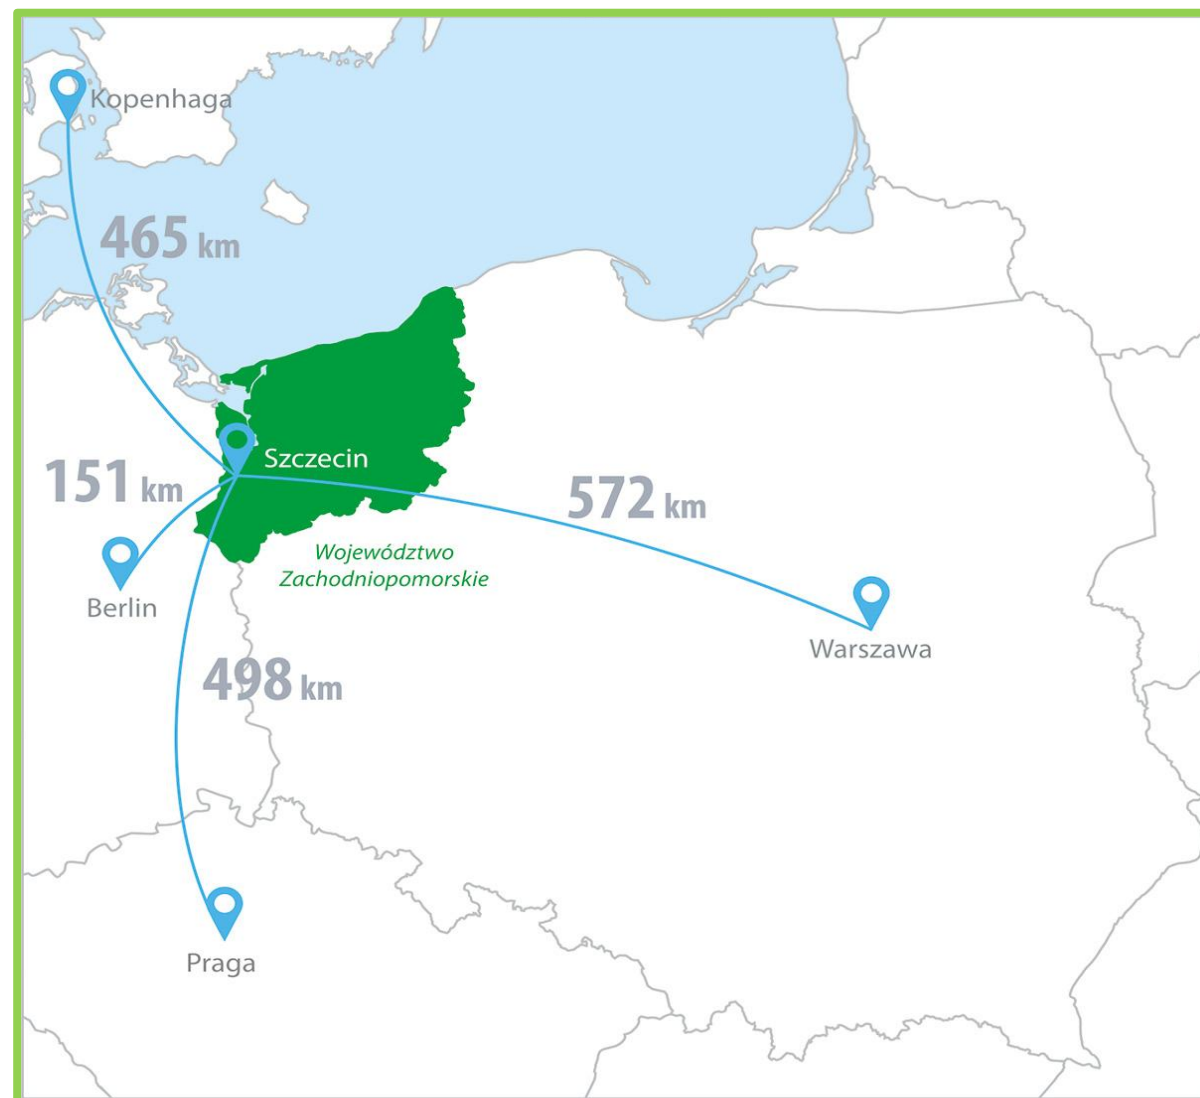 Kopenhaga
465 km
Szczecin
151 km
572 km
Województwo
Zachodniopomorskie
Berlin
Warszawa
498 km
Praga